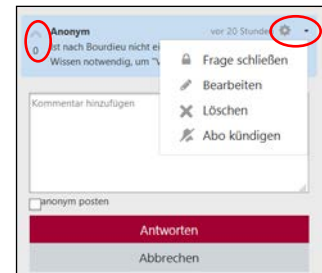 Anonym vor 20 Stunden
0 Ist nach Bourdieu nicht ei
Wissen notwendig, um "V
Frage schließen
Bearbeiten
Löschen
Abo kündigen
Kommentar hinzufügen
anonym posten
Antworten
Abbrechen